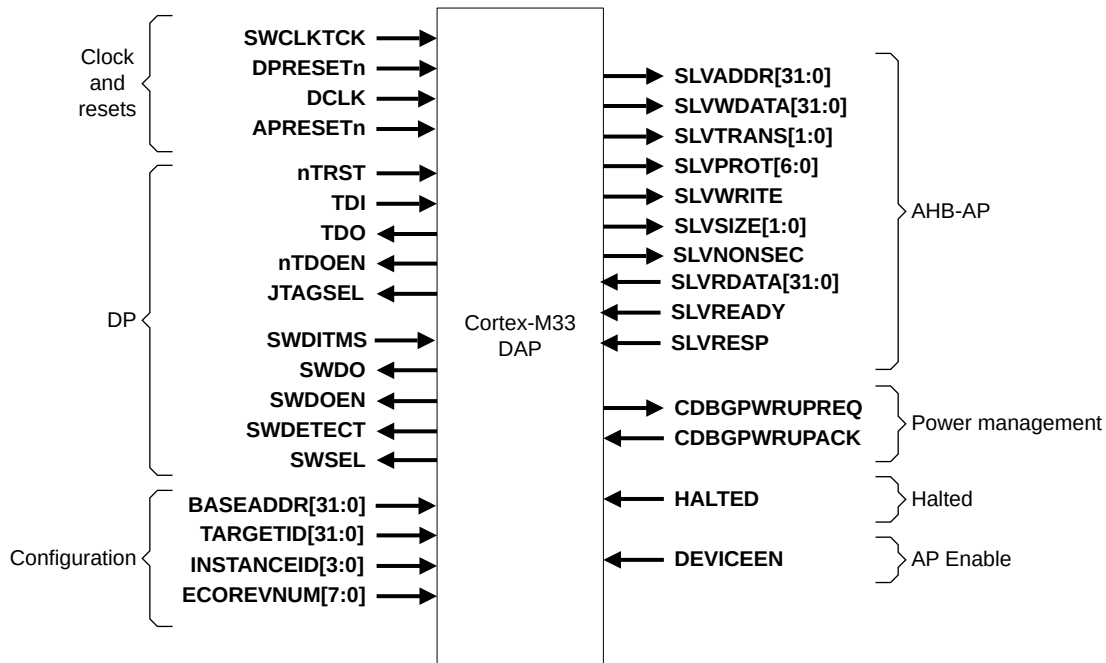 Clock
and
resets
SWCLKTCK
DPRESETn
DCLK
APRESETn
DP
nTRST
TDI
TDO
nTDOEN
JTAGSEL
SWDITMS
SWDO
SWDOEN
SWDETECT
SWSEL
Configuration
BASEADDR[31:0]
TARGETID[31:0]
INSTANCEID[3:0]
ECOREVNUM[7:0]
Cortex-M33
DAP
SLVADDR[31:0]
SLVWDATA[31:0]
SLVTRANS[1:0]
SLVPROT[6:0]
SLVWRITE
SLVSIZE[1:0]
SLVNONSEC
SLVRDATA[31:0]
SLVREADY
SLVRESP
AHB-AP
CDBGPWRUPREQ
CDBGPWRUPACK
Power management
HALTED
Halted
DEVICEEN
AP Enable